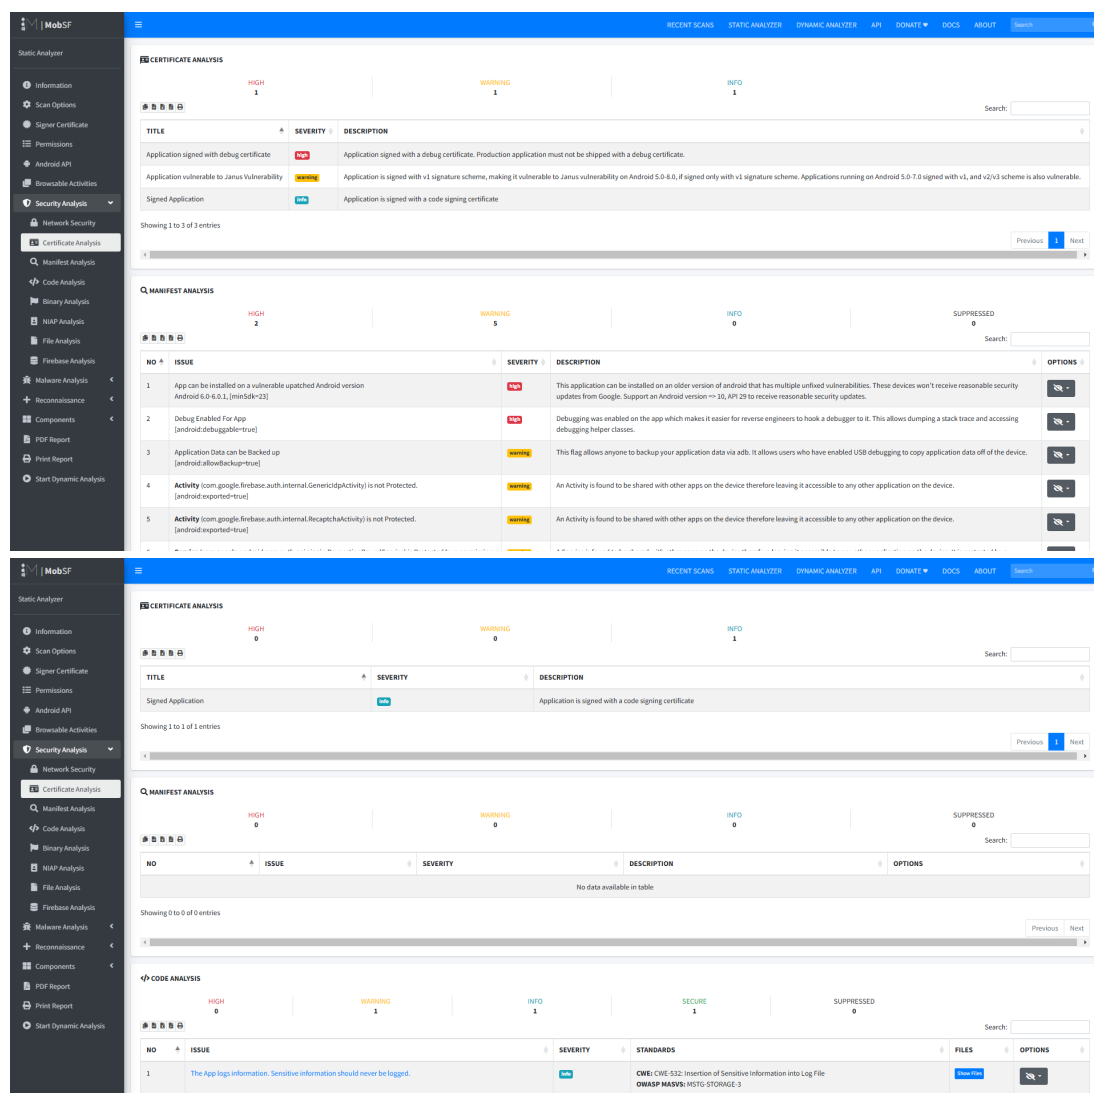 MobSF
RECENT SCANS STATIC ANALYZER DYNAMIC ANALYZER API DONATE ♥ DOCS ABOUT Search
Static Analyzer
Information
Scan Options
Signer Certificate
Permissions
Android API
Browsable Activities
Security Analysis
Network Security
Certificate Analysis
Manifest Analysis
Code Analysis
Binary Analysis
NIAP Analysis
File Analysis
Firebase Analysis
Malware Analysis
Reconnaissance
Components
PDF Report
Print Report
Start Dynamic Analysis
CERTIFICATE ANALYSIS
HIGH WARNING INFO
1 1 1
Search:
TITLE SEVERITY DESCRIPTION
Application signed with debug certificate high Application signed with a debug certificate. Production application must not be shipped with a debug certificate.
Application vulnerable to Janus Vulnerability warning Application is signed with v1 signature scheme, making it vulnerable to Janus vulnerability on Android 5.0-8.0, if signed only with v1 signature scheme. Applications running on Android 5.0-7.0 signed with v1, and v2/v3 scheme is also vulnerable.
Signed Application info Application is signed with a code signing certificate
Showing 1 to 3 of 3 entries
Previous 1 Next
MANIFEST ANALYSIS
HIGH WARNING INFO SUPPRESSED
2 5 0 0
Search:
NO ISSUE SEVERITY DESCRIPTION OPTIONS
1 App can be installed on a vulnerable upatched Android version high This application can be installed on an older version of android that has multiple unfixed vulnerabilities. These devices won't receive reasonable security
Android 6.0-6.0.1, [minSdk=23] updates from Google. Support an Android version => 10, API 29 to receive reasonable security updates.
2 Debug Enabled For App high Debugging was enabled on the app which makes it easier for reverse engineers to hook a debugger to it. This allows dumping a stack trace and accessing
[android:debuggable=true] debugging helper classes.
3 Application Data can be Backed up warning This flag allows anyone to backup your application data via adb. It allows users who have enabled USB debugging to copy application data off of the device.
[android:allowBackup=true]
4 Activity (com.google.firebase.auth.internal.GenericIdpActivity) is not Protected. warning An Activity is found to be shared with other apps on the device therefore leaving it accessible to any other application on the device.
[android:exported=true]
5 Activity (com.google.firebase.auth.internal.RecaptchaActivity) is not Protected. warning An Activity is found to be shared with other apps on the device therefore leaving it accessible to any other application on the device.
[android:exported=true]
MobSF
RECENT SCANS STATIC ANALYZER DYNAMIC ANALYZER API DONATE ♥ DOCS ABOUT Search
Static Analyzer
Information
Scan Options
Signer Certificate
Permissions
Android API
Browsable Activities
Security Analysis
Network Security
Certificate Analysis
Manifest Analysis
Code Analysis
Binary Analysis
NIAP Analysis
File Analysis
Firebase Analysis
Malware Analysis
Reconnaissance
Components
PDF Report
Print Report
Start Dynamic Analysis
CERTIFICATE ANALYSIS
HIGH WARNING INFO
0 0 1
Search:
TITLE SEVERITY DESCRIPTION
Signed Application info Application is signed with a code signing certificate
Showing 1 to 1 of 1 entries
Previous 1 Next
MANIFEST ANALYSIS
HIGH WARNING INFO SUPPRESSED
0 0 0 0
Search:
NO ISSUE SEVERITY DESCRIPTION OPTIONS
No data available in table
Showing 0 to 0 of 0 entries
Previous Next
</> CODE ANALYSIS
HIGH WARNING INFO SECURE SUPPRESSED
0 1 1 1 0
Search:
NO ISSUE SEVERITY STANDARDS FILES OPTIONS
1 The App logs information. Sensitive information should never be logged. info CWE: CWE-532: Insertion of Sensitive Information into Log File Show Files
OWASP MASVS: MSTG-STORAGE-3